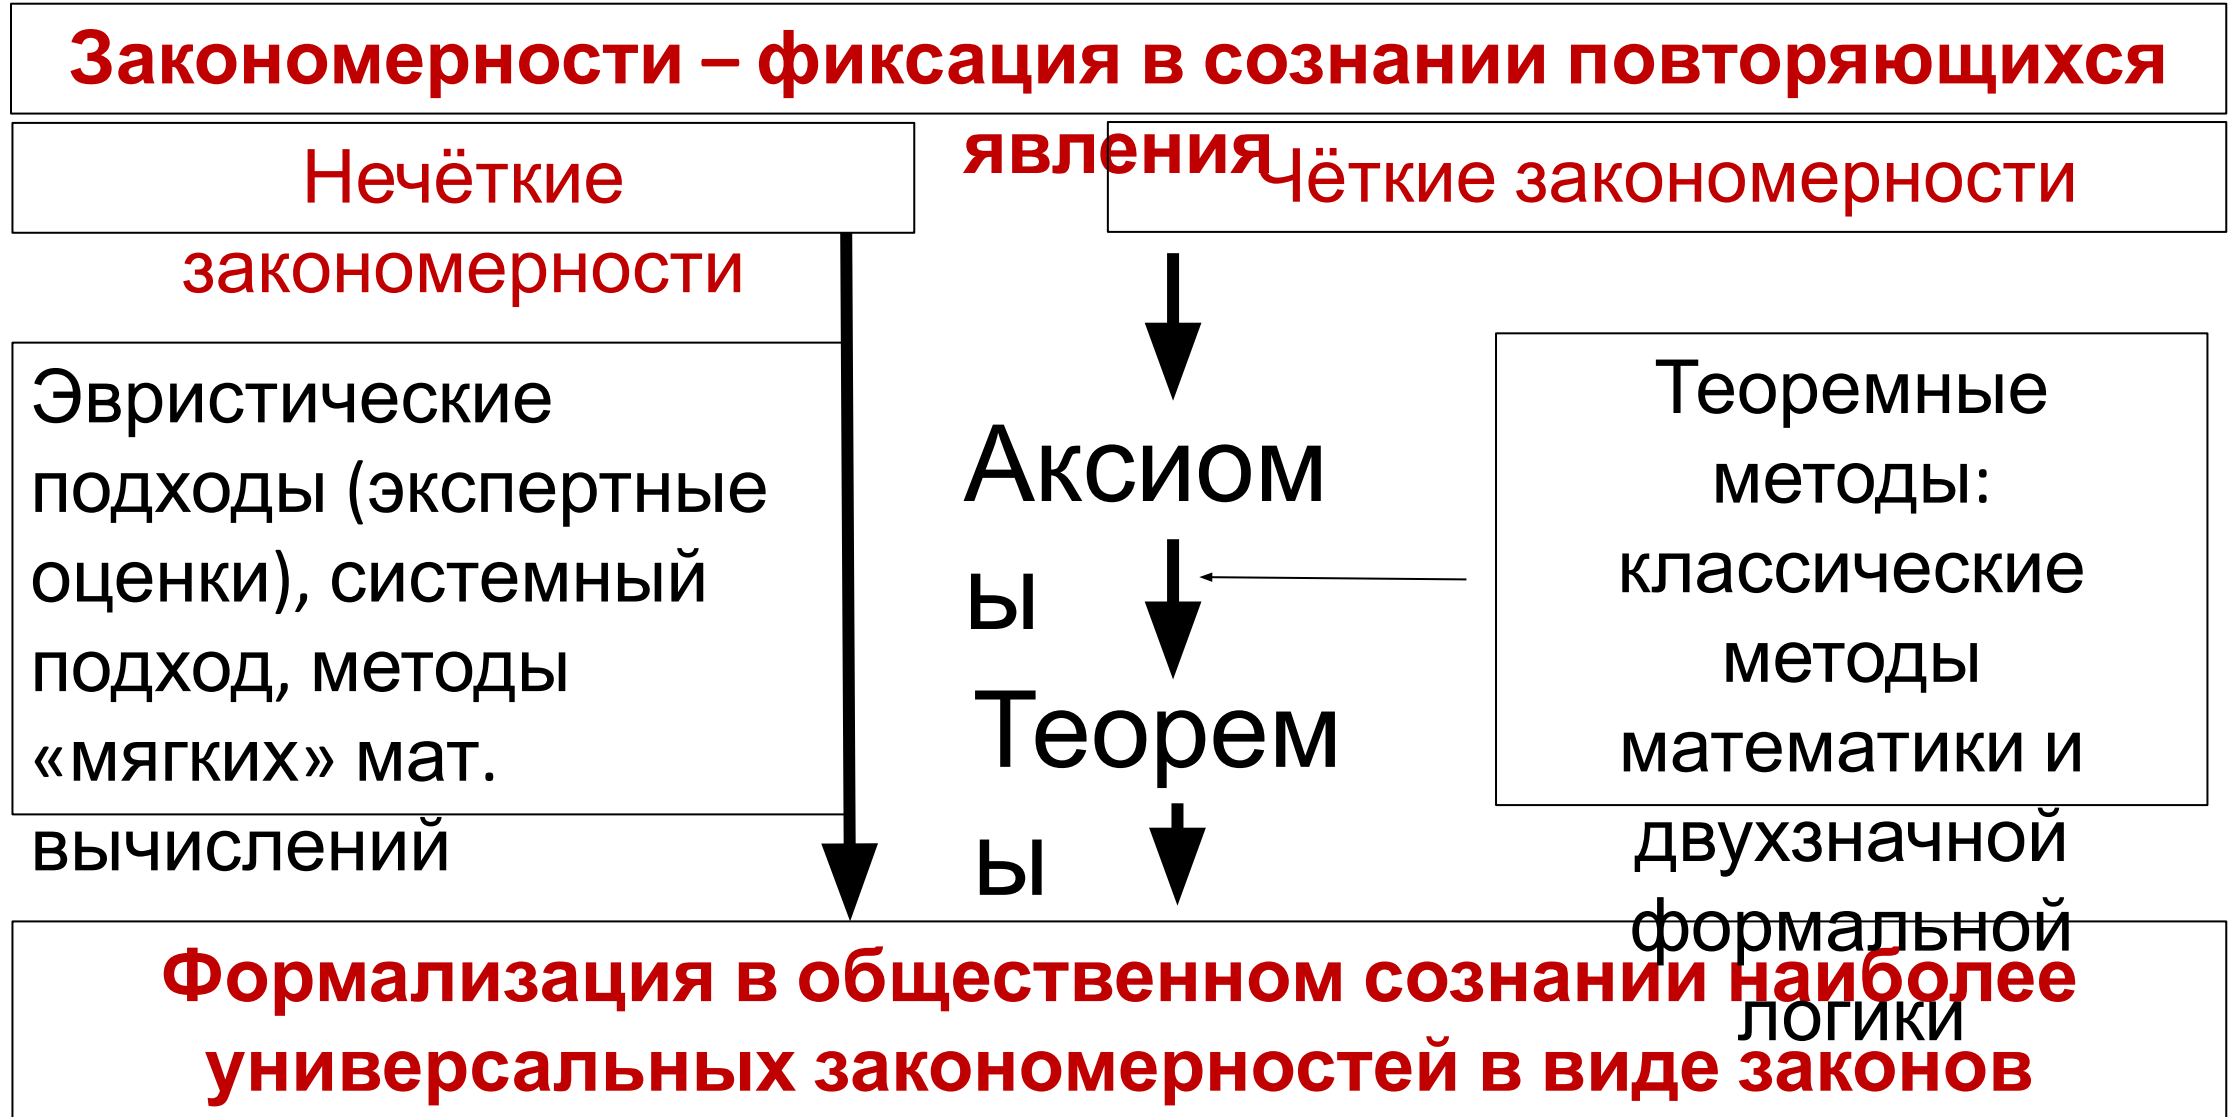 Закономерности – фиксация в сознании повторяющихся
явления
Нечёткие
закономерности
Чёткие закономерности
Эвристические
подходы (экспертные
оценки), системный
подход, методы
«мягких» мат.
вычислений
Аксиом
ы
Теорем
ы
Теоремные
методы:
классические
методы
математики и
двухзначной
формальной
логики
Формализация в общественном сознании наиболее
универсальных закономерностей в виде законов